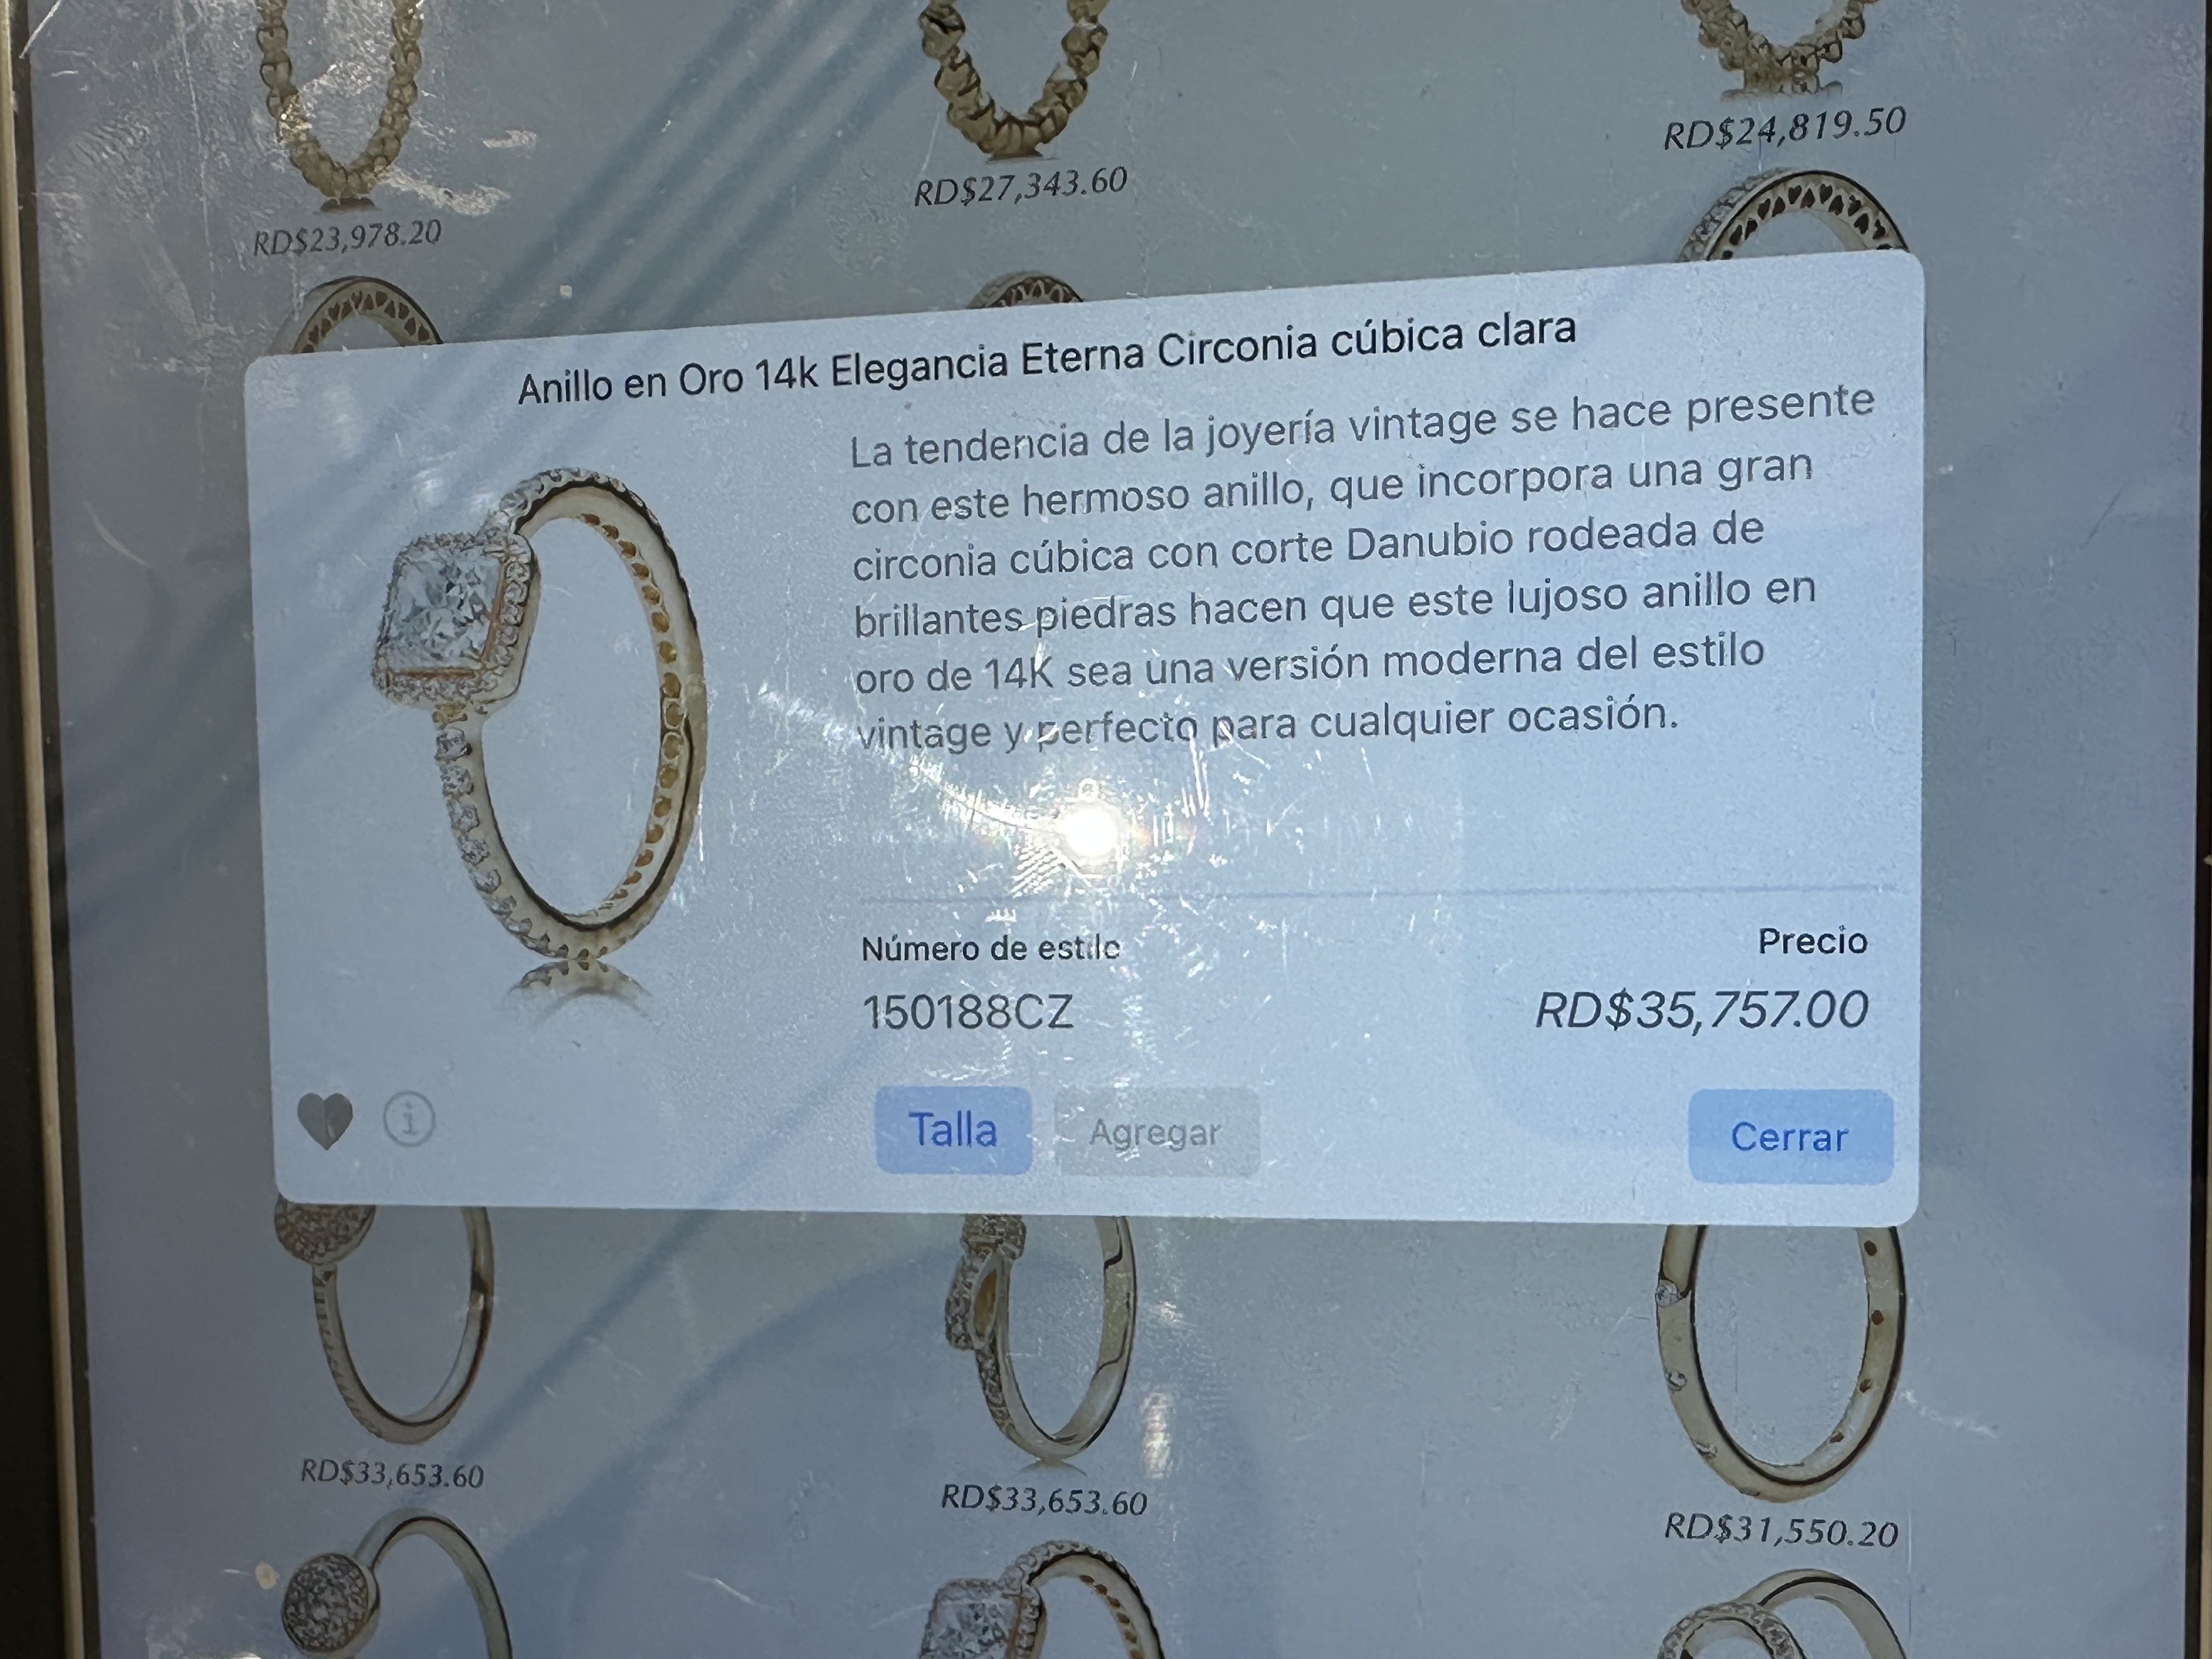 RD$24,819.50
RD$27,343.60
RD$23,978.20
Anillo en Oro 14k Elegancia Eterna Circonia cúbica clara
La tendencia de la joyería vintage se hace presente
con este hermoso anillo, que incorpora una gran
circonia cúbica con corte Danubio rodeada de
brillantes piedras hacen que este lujoso anillo en
oro de 14K sea una versión moderna del estilo
vintage y perfecto para cualquier ocasión.
Número de estilo
Precio
150188CZ
RD$35,757.00
Talla
Agregar
Cerrar
RD$33,653.60
RD$33,653.60
RD$31,550.20